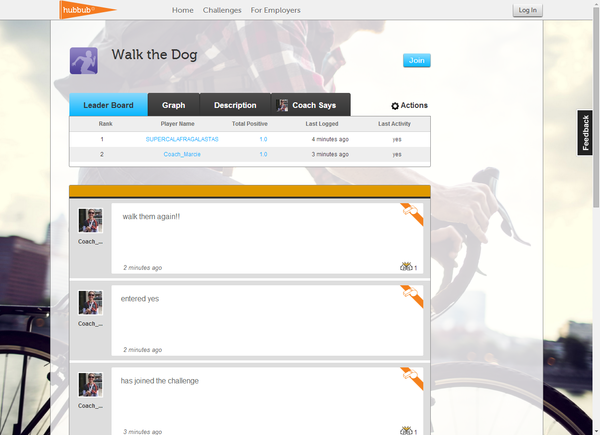 hubbub
Home Challenges For Employers
Log In
Walk the Dog
Join
Leader Board Graph Description Coach Says Actions
Rank Player Name Total Positive Last Logged Last Activity
1 SUPERCALAFRAGALASTAS 1.0 4 minutes ago yes
2 Coach_Marcie 1.0 3 minutes ago yes
Feedback
walk them again!!
Coach_...
2 minutes ago
1
entered yes
Coach_...
2 minutes ago
has joined the challenge
Coach_...
3 minutes ago
1